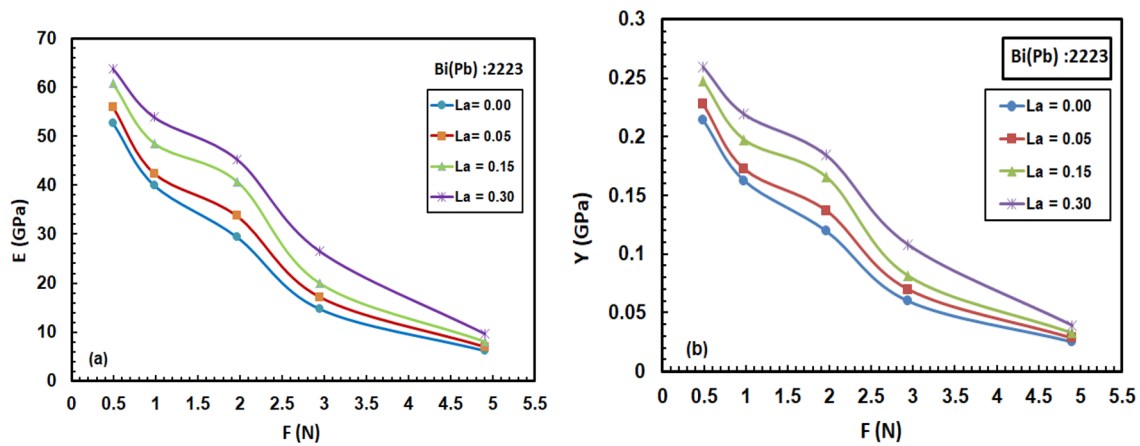 70
60
50
40
30
20
10
0
E (GPa)
Bi(Pb) :2223
La= 0.00
La= 0.05
La = 0.15
La = 0.30
(a)
0 0.5 1 1.5 2 2.5 3 3.5 4 4.5 5 5.5
F (N)
0.3
0.25
0.2
0.15
0.1
0.05
0
Y (GPa)
Bi(Pb) :2223
La = 0.00
La = 0.05
La = 0.15
La = 0.30
(b)
0 0.5 1 1.5 2 2.5 3 3.5 4 4.5 5 5.5
F (N)